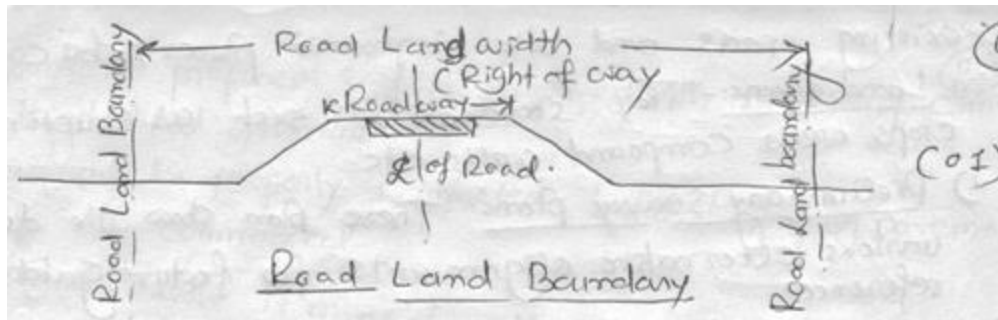 Road Land width
(Right of way
Roadway
℄ of Road.
Road Land Boundary
Road Land boundary
Road Land Boundary
(01)